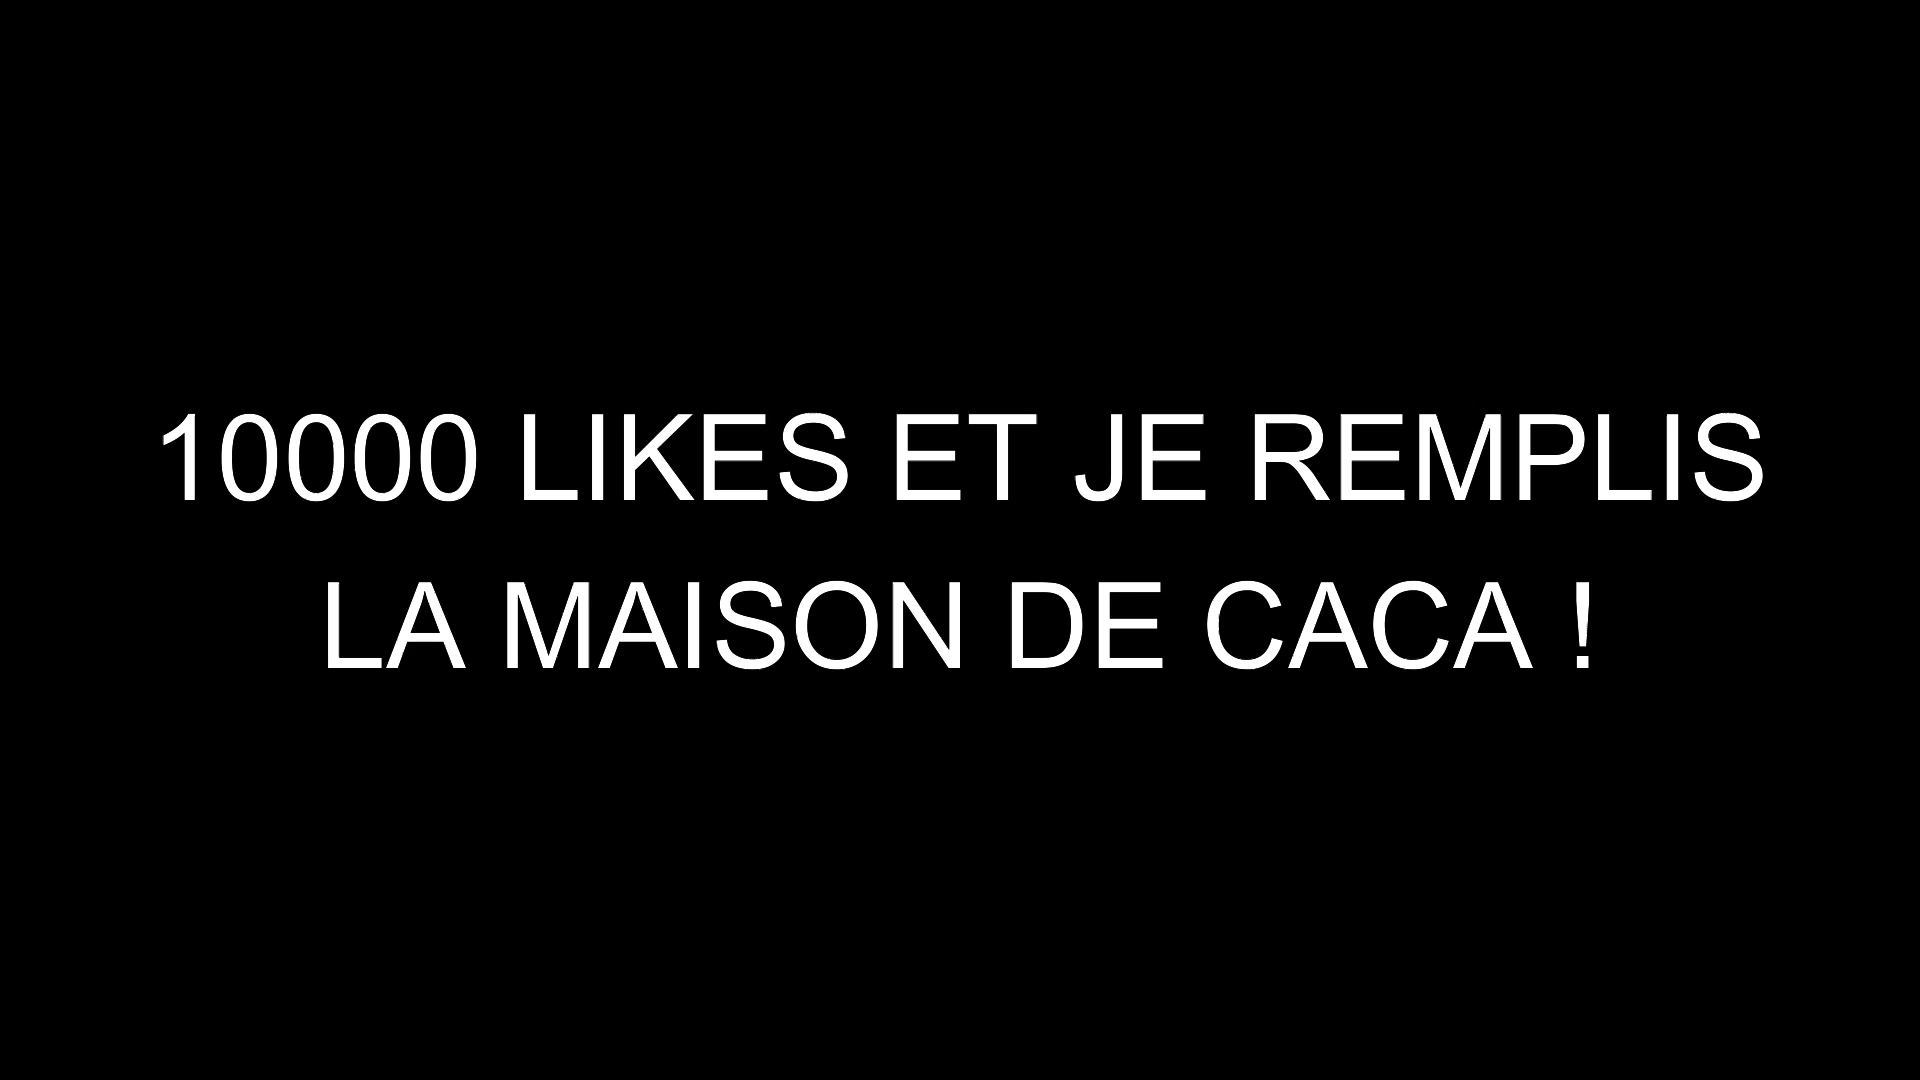 10000 LIKES ET JE REMPLIS
LA MAISON DE CACA !